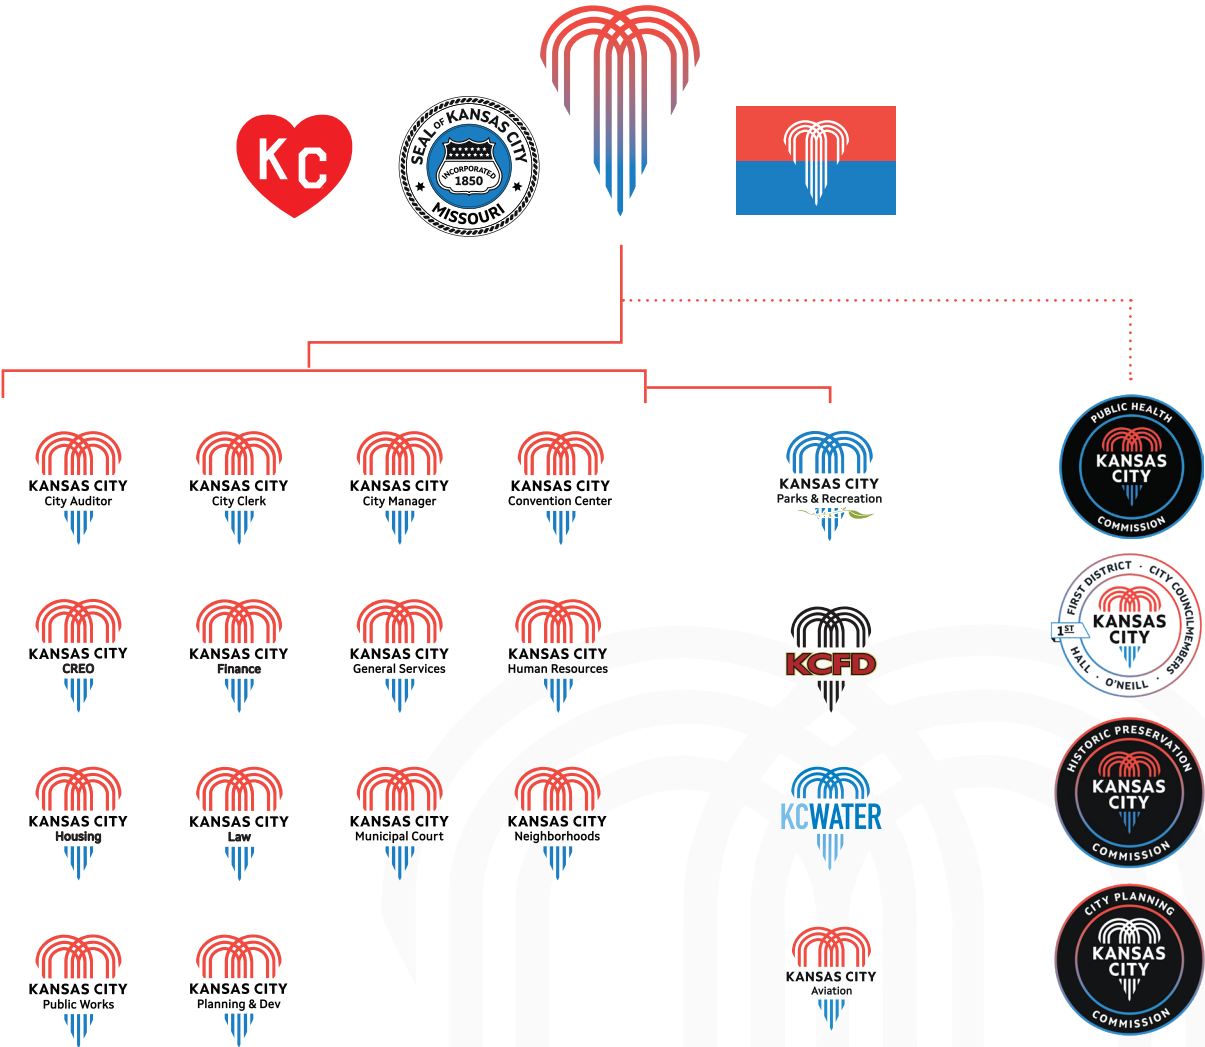 KC
SEAL OF KANSAS CITY
INCORPORATED
1850
MISSOURI
KANSAS CITY
City Auditor
KANSAS CITY
City Clerk
KANSAS CITY
City Manager
KANSAS CITY
Convention Center
KANSAS CITY
Parks & Recreation
PUBLIC HEALTH
KANSAS
CITY
COMMISSION
KANSAS CITY
CREO
KANSAS CITY
Finance
KANSAS CITY
General Services
KANSAS CITY
Human Resources
KCFD
FIRST DISTRICT · CITY COUNCILMEMBERS
1ST
KANSAS
CITY
HALL · O'NEILL ·
KANSAS CITY
Housing
KANSAS CITY
Law
KANSAS CITY
Municipal Court
KANSAS CITY
Neighborhoods
KCWATER
HISTORIC PRESERVATION
KANSAS
CITY
COMMISSION
KANSAS CITY
Public Works
KANSAS CITY
Planning & Dev
KANSAS CITY
Aviation
CITY PLANNING
KANSAS
CITY
COMMISSION